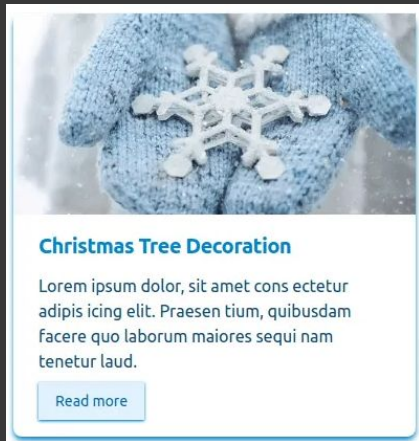 Christmas Tree Decoration
Lorem ipsum dolor, sit amet cons ectetur
adipis icing elit. Praesen tium, quibusdam
facere quo laborum maiores sequi nam
tenetur laud.
Read more